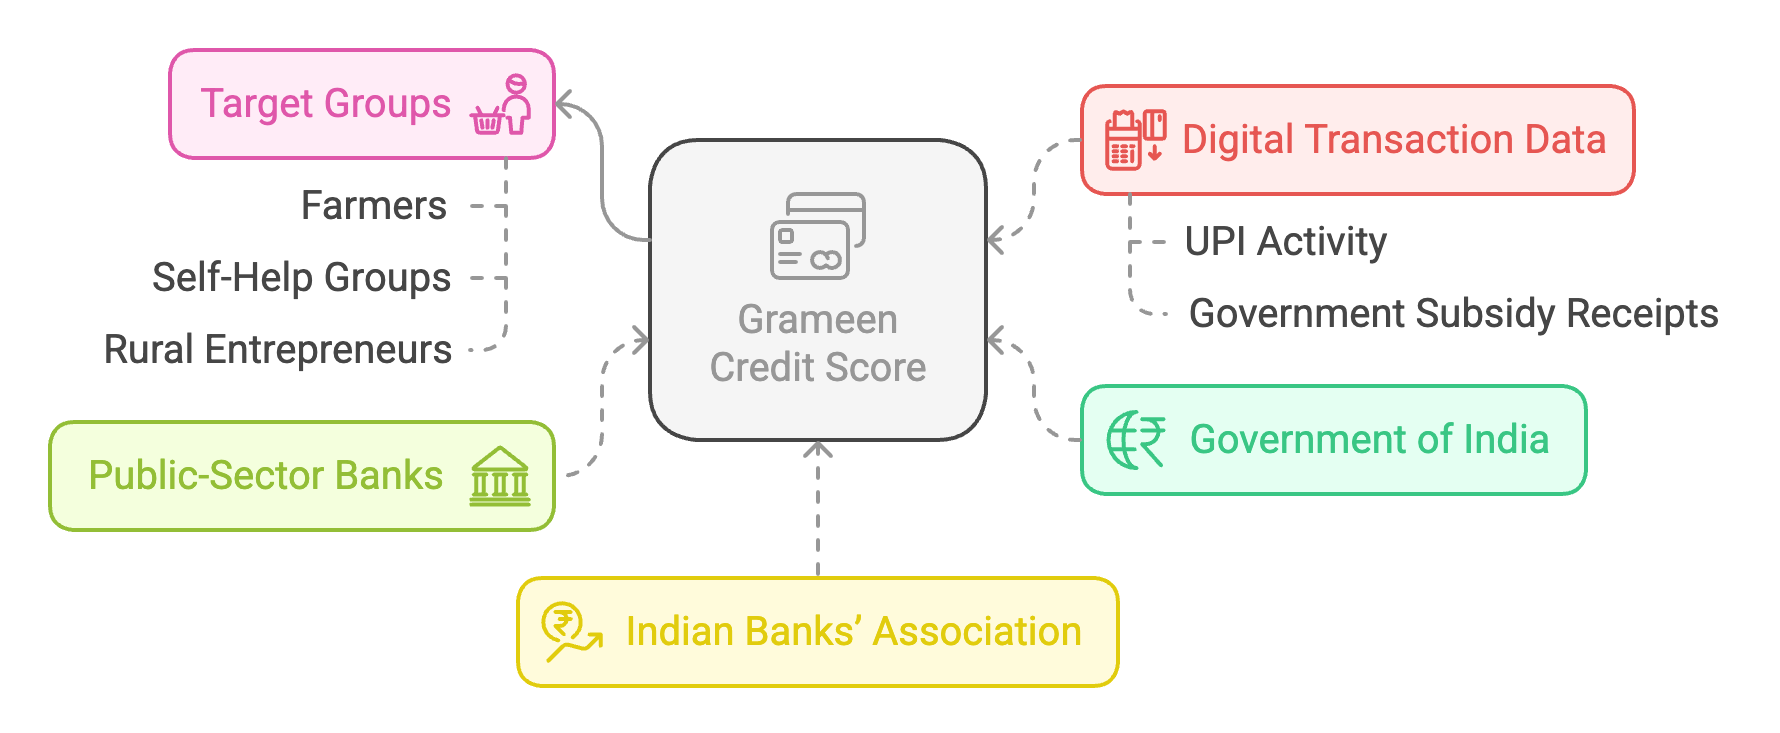 Target Groups
Farmers
Self-Help Groups
Rural Entrepreneurs
Public-Sector Banks
Grameen
Credit Score
Digital Transaction Data
UPI Activity
Government Subsidy Receipts
Government of India
Indian Banks’ Association